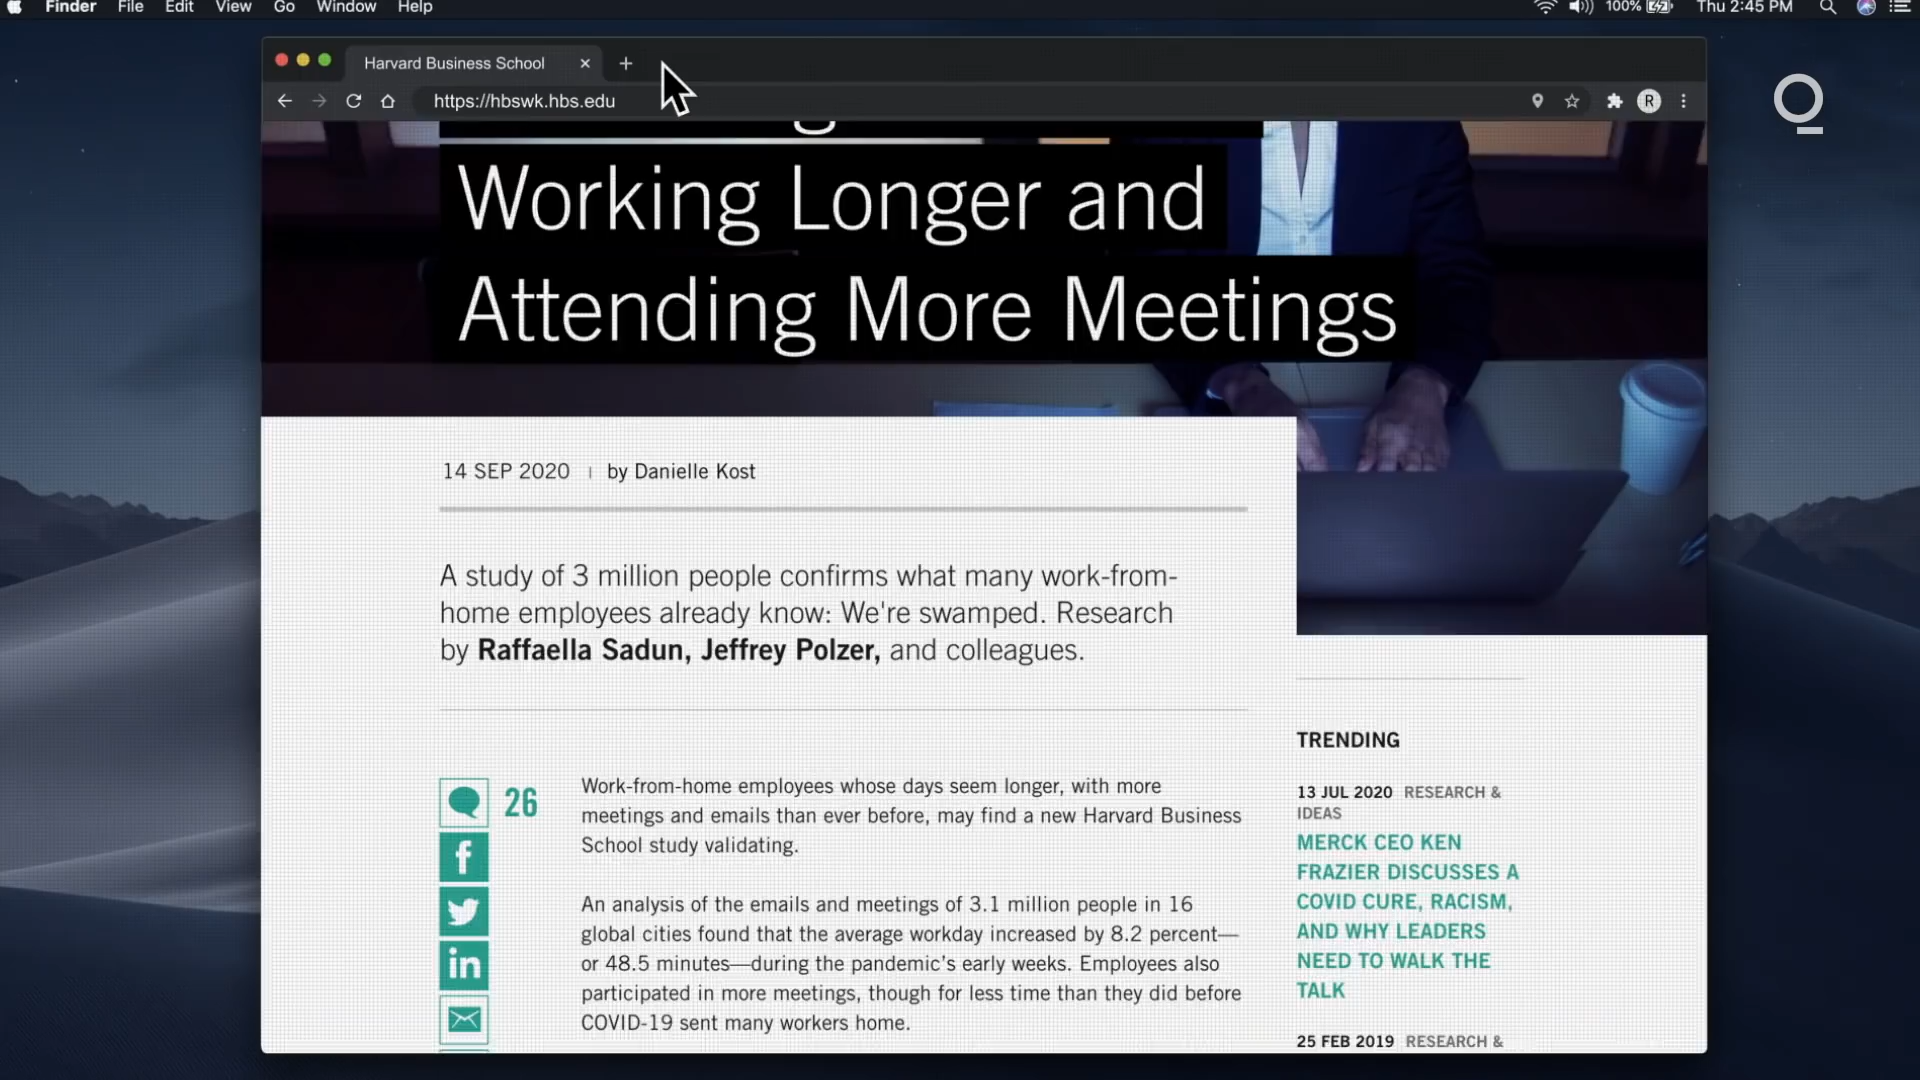 Finder File Edit View Go Window Help 100% Thu 2:45 PM
Harvard Business School
https://hbswk.hbs.edu
R
Working Longer and
Attending More Meetings
14 SEP 2020 | by Danielle Kost
A study of 3 million people confirms what many work-from-
home employees already know: We're swamped. Research
by Raffaella Sadun, Jeffrey Polzer, and colleagues.
26
Work-from-home employees whose days seem longer, with more
meetings and emails than ever before, may find a new Harvard Business
School study validating.
An analysis of the emails and meetings of 3.1 million people in 16
global cities found that the average workday increased by 8.2 percent—
or 48.5 minutes—during the pandemic's early weeks. Employees also
participated in more meetings, though for less time than they did before
COVID-19 sent many workers home.
TRENDING
13 JUL 2020 RESEARCH &
IDEAS
MERCK CEO KEN
FRAZIER DISCUSSES A
COVID CURE, RACISM,
AND WHY LEADERS
NEED TO WALK THE
TALK
25 FEB 2019 RESEARCH &